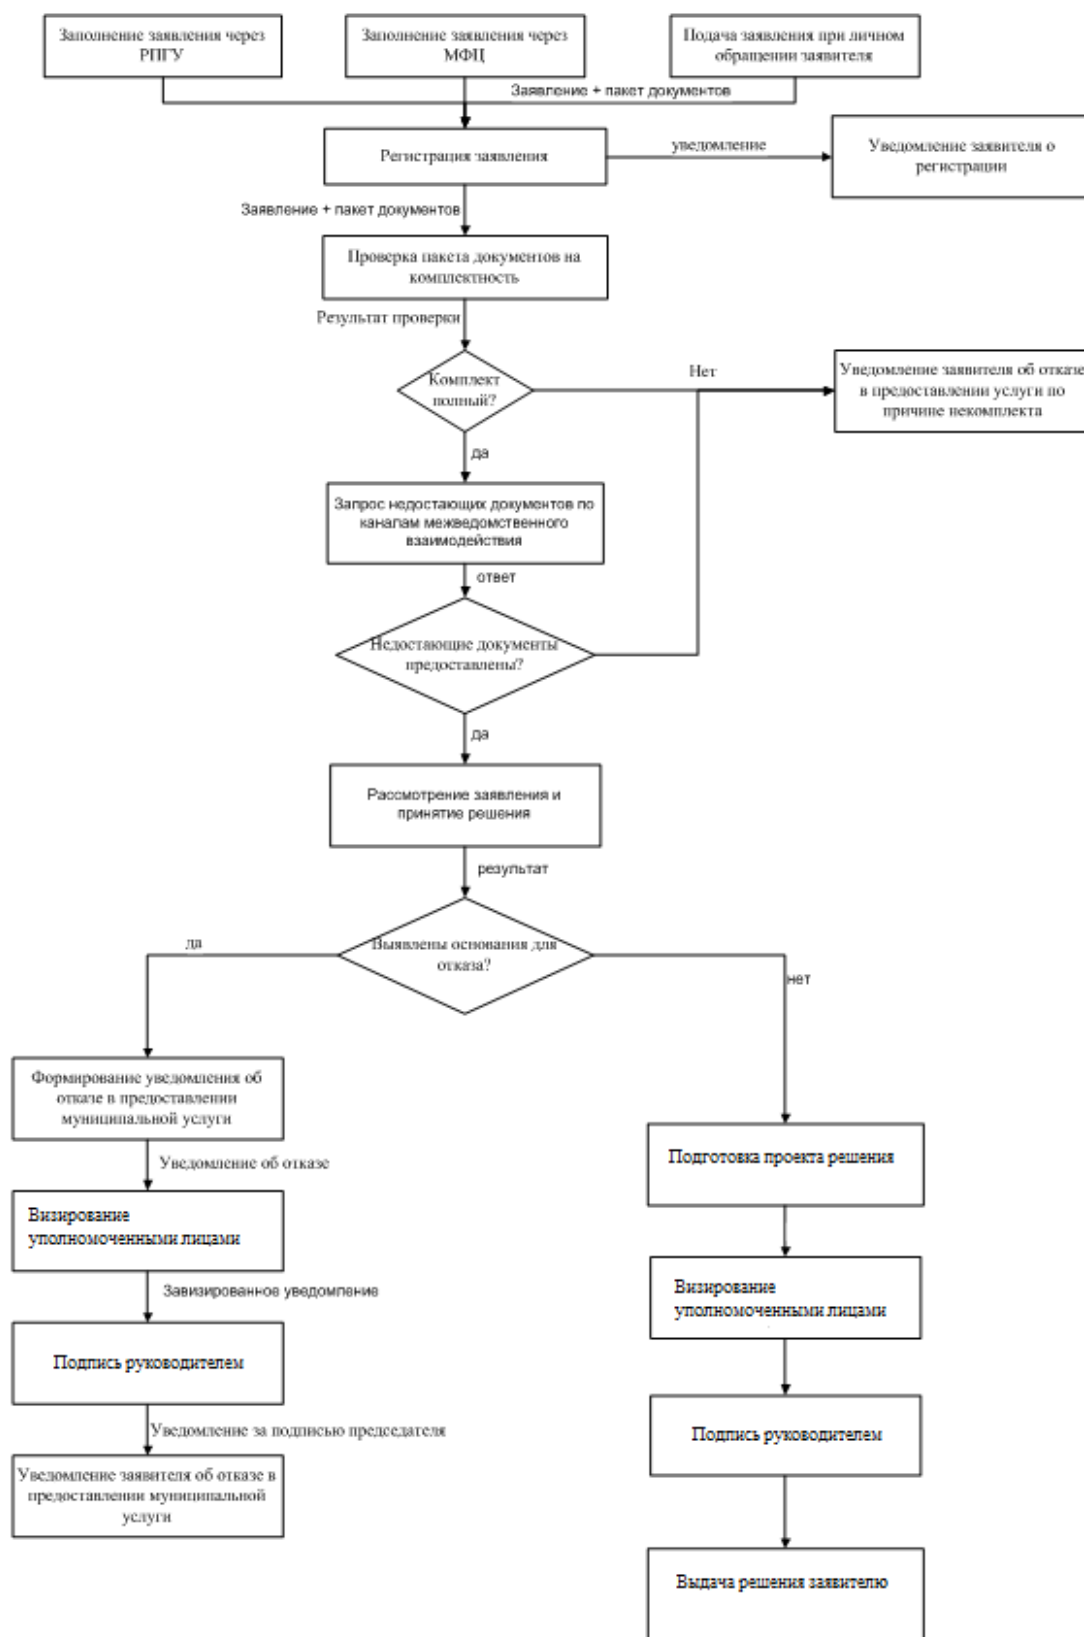 Заполнение заявления через
РПГУ
Заполнение заявления через
МФЦ
Подача заявления при личном
обращении заявителя
Заявление + пакет документов
Регистрация заявления
уведомление
Уведомление заявителя о
регистрации
Заявление + пакет документов
Проверка пакета документов на
комплектность
Результат проверки
Комплект
полный?
Нет
Уведомление заявителя об отказе
в предоставлении услуги по
причине некомплекта
да
Запрос недостающих документов по
каналам межведомственного
взаимодействия
ответ
Недостающие документы
предоставлены?
да
Рассмотрение заявления и
принятие решения
результат
Выявлены основания для
отказа?
да
нет
Формирование уведомления об
отказе в предоставлении
муниципальной услуги
Уведомление об отказе
Визирование
уполномоченными лицами
Завизированное уведомление
Подпись руководителем
Уведомление за подписью председателя
Уведомление заявителя об отказе в
предоставлении муниципальной
услуги
Подготовка проекта решения
Визирование
уполномоченными лицами
Подпись руководителем
Выдача решения заявителю